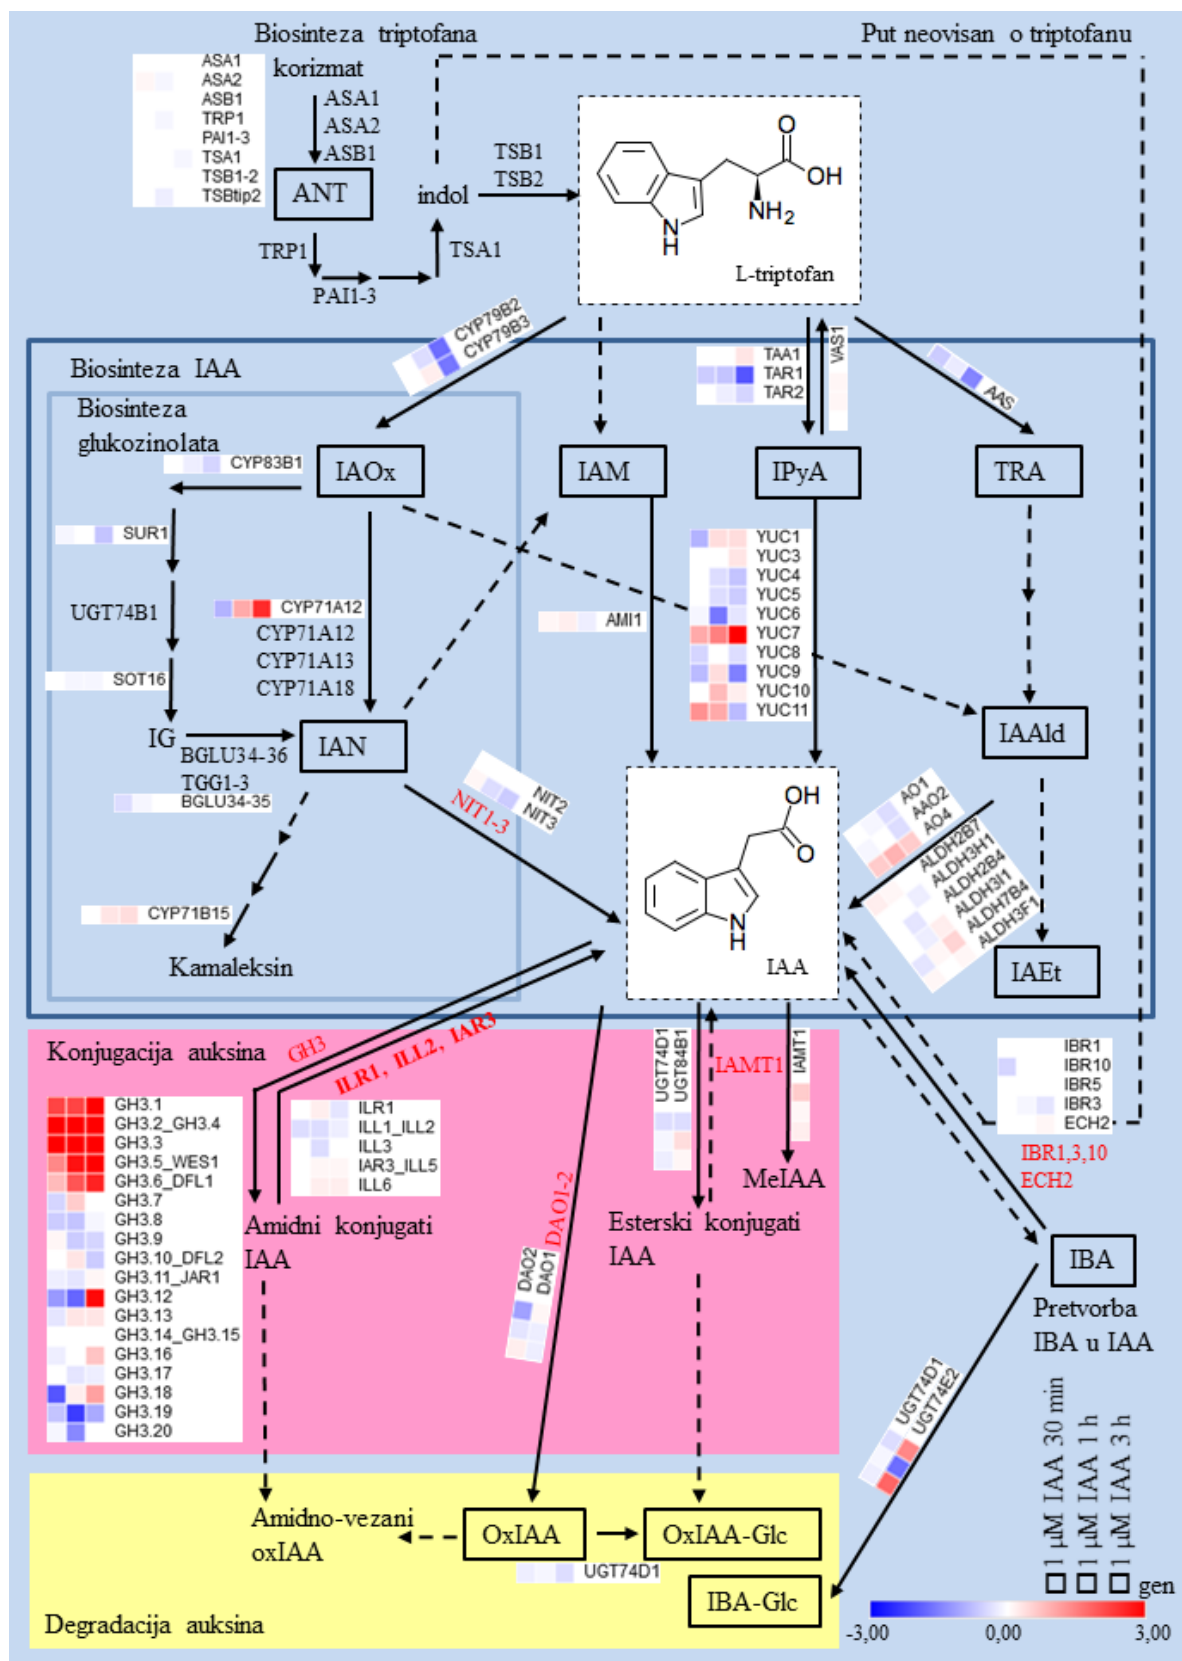 Biosinteza triptofana
Put neovisan o triptofanu
korizmat
ASA1
ASA2
ASB1
TRP1
PAI1-3
TSA1
TSB1-2
TSBtip2
ASA1
ASA2
ASB1
ANT
TRP1
PAI1-3
indol
TSA1
TSB1
TSB2
O
OH
NH2
N
H
L-triptofan
CYP79B2
CYP79B3
TAA1
TAR1
TAR2
VAS1
AAS
Biosinteza IAA
Biosinteza
glukozinolata
CYP83B1
IAOx
IAM
IPyA
TRA
SUR1
UGT74B1
SOT16
IG
CYP71A12
CYP71A12
CYP71A13
CYP71A18
AMI1
YUC1
YUC3
YUC4
YUC5
YUC6
YUC7
YUC8
YUC9
YUC10
YUC11
IAN
BGLU34-36
TGG1-3
BGLU34-35
IAAld
NIT2
NIT3
NIT1-3
OH
O
N
H
IAA
AO1
AAO2
AO4
ALDH2B7
ALDH3H1
ALDH2B4
ALDH3I1
ALDH7B4
ALDH3F1
CYP71B15
Kamaleksin
IAEt
Konjugacija auksina
GH3
ILR1, ILL2, IAR3
GH3.1
GH3.2_GH3.4
GH3.3
GH3.5_WES1
GH3.6_DFL1
GH3.7
GH3.8
GH3.9
GH3.10_DFL2
GH3.11_JAR1
GH3.12
GH3.13
GH3.14_GH3.15
GH3.16
GH3.17
GH3.18
GH3.19
GH3.20
ILR1
ILL1_ILL2
ILL3
IAR3_ILL5
ILL6
Amidni konjugati
IAA
DAO1-2
DAO2
DAO1
UGT74D1
UGT84B1
IAMT1
IAMT1
MeIAA
Esterski konjugati
IAA
IBR1
IBR10
IBR5
IBR3
ECH2
IBR1,3,10
ECH2
IBA
Pretvorba
IBA u IAA
UGT74D1
UGT74E2
Amidno-vezani
oxIAA
OxIAA
OxIAA-Glc
UGT74D1
IBA-Glc
Degradacija auksina
1 µM IAA 30 min
1 µM IAA 1 h
1 µM IAA 3 h
gen
-3,00
0,00
3,00